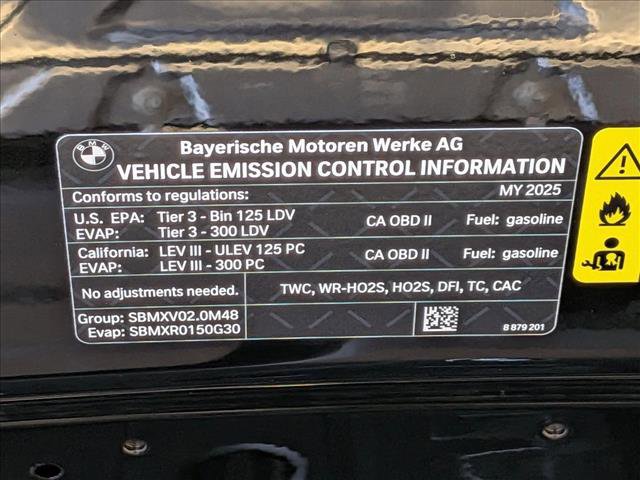 BMW
Bayerische Motoren Werke AG
VEHICLE EMISSION CONTROL INFORMATION
Conforms to regulations: MY 2025
U.S. EPA: Tier 3 - Bin 125 LDV CA OBD II Fuel: gasoline
EVAP: Tier 3 - 300 LDV
California: LEV III - ULEV 125 PC CA OBD II Fuel: gasoline
EVAP: LEV III - 300 PC
No adjustments needed. TWC, WR-HO2S, HO2S, DFI, TC, CAC
Group: SBMXV02.0M48
Evap: SBMXR0150G30 8 879 201